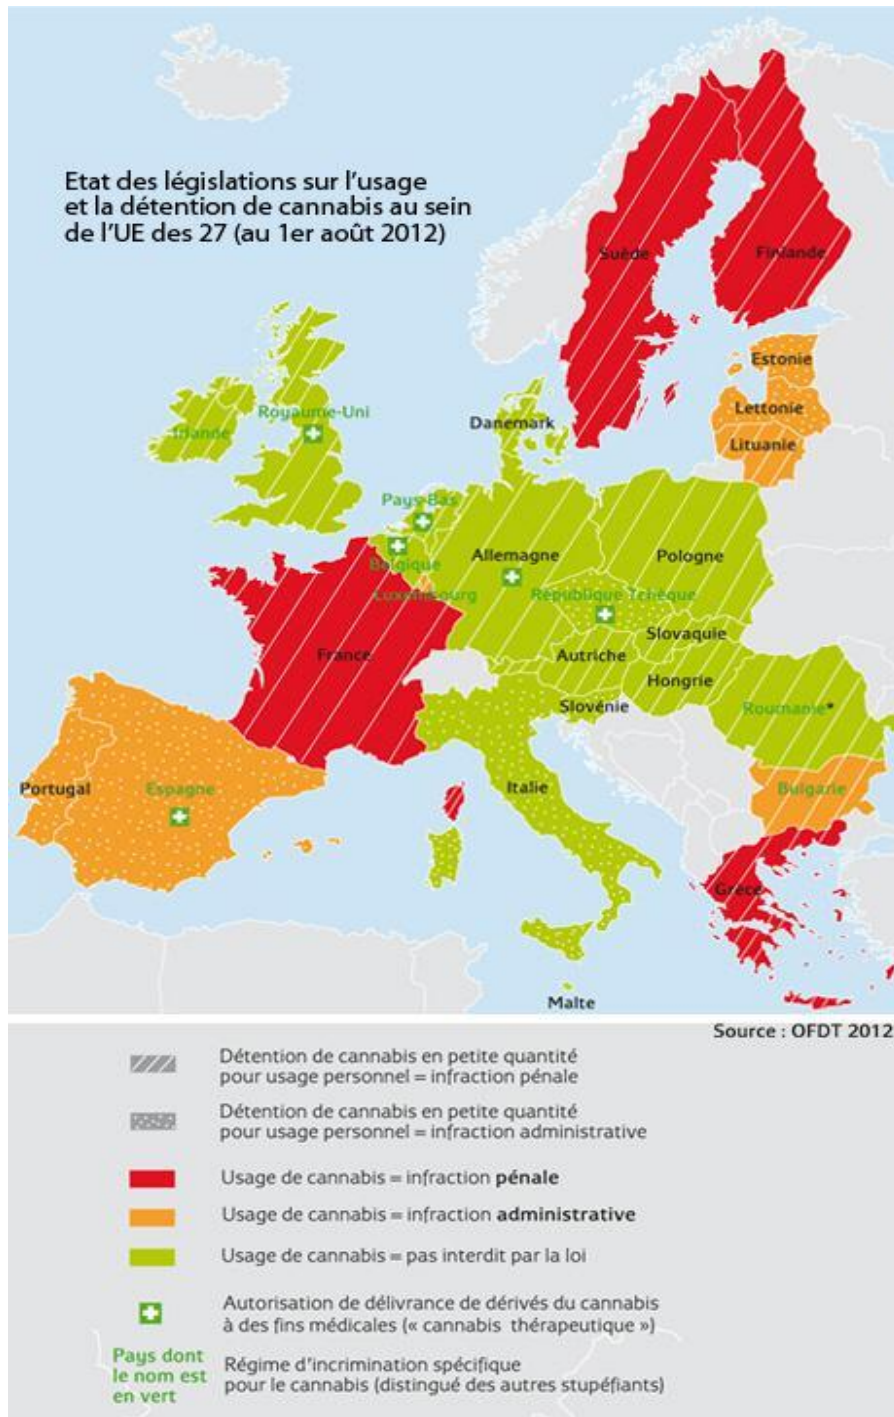 Etat des législations sur l'usage
et la détention de cannabis au sein
de l'UE des 27 (au 1er août 2012)
Suède
Finlande
Estonie
Lettonie
Lituanie
Royaume-Uni
Irlande
Danemark
Pays-Bas
Belgique
Allemagne
Pologne
Luxembourg
République Tchèque
Slovaquie
France
Autriche
Hongrie
Slovénie
Roumanie*
Portugal
Espagne
Italie
Bulgarie
Grèce
Malte
Source : OFDT 2012
Détention de cannabis en petite quantité
pour usage personnel = infraction pénale
Détention de cannabis en petite quantité
pour usage personnel = infraction administrative
Usage de cannabis = infraction pénale
Usage de cannabis = infraction administrative
Usage de cannabis = pas interdit par la loi
Autorisation de délivrance de dérivés du cannabis
à des fins médicales (« cannabis thérapeutique »)
Pays dont
le nom est
en vert
Régime d'incrimination spécifique
pour le cannabis (distingué des autres stupéfiants)